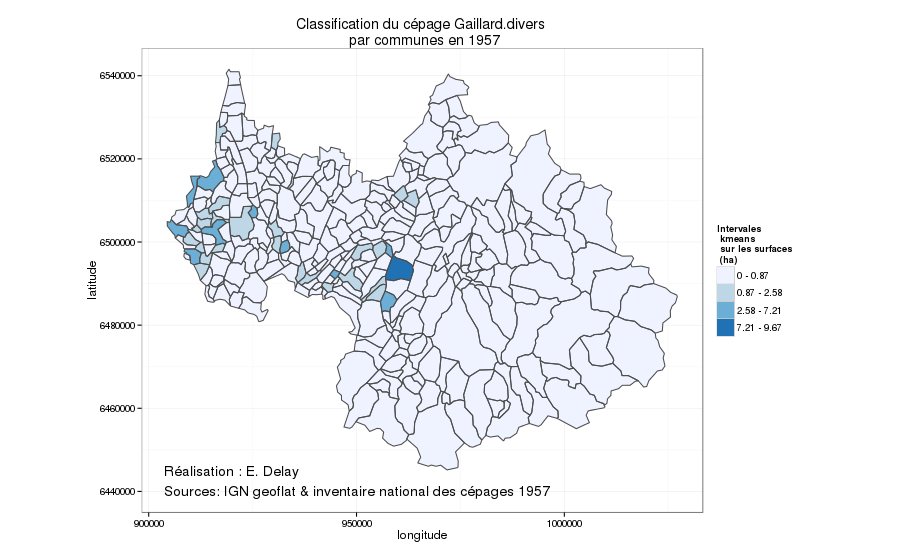 Classification du cépage Gaillard.divers
par communes en 1957
6540000
6520000
6500000
6480000
6460000
6440000
latitude
900000
950000
1000000
longitude
Réalisation : E. Delay
Sources: IGN geoflat & inventaire national des cépages 1957
Intervales
kmeans
sur les surfaces
(ha)
0 - 0.87
0.87 - 2.58
2.58 - 7.21
7.21 - 9.67